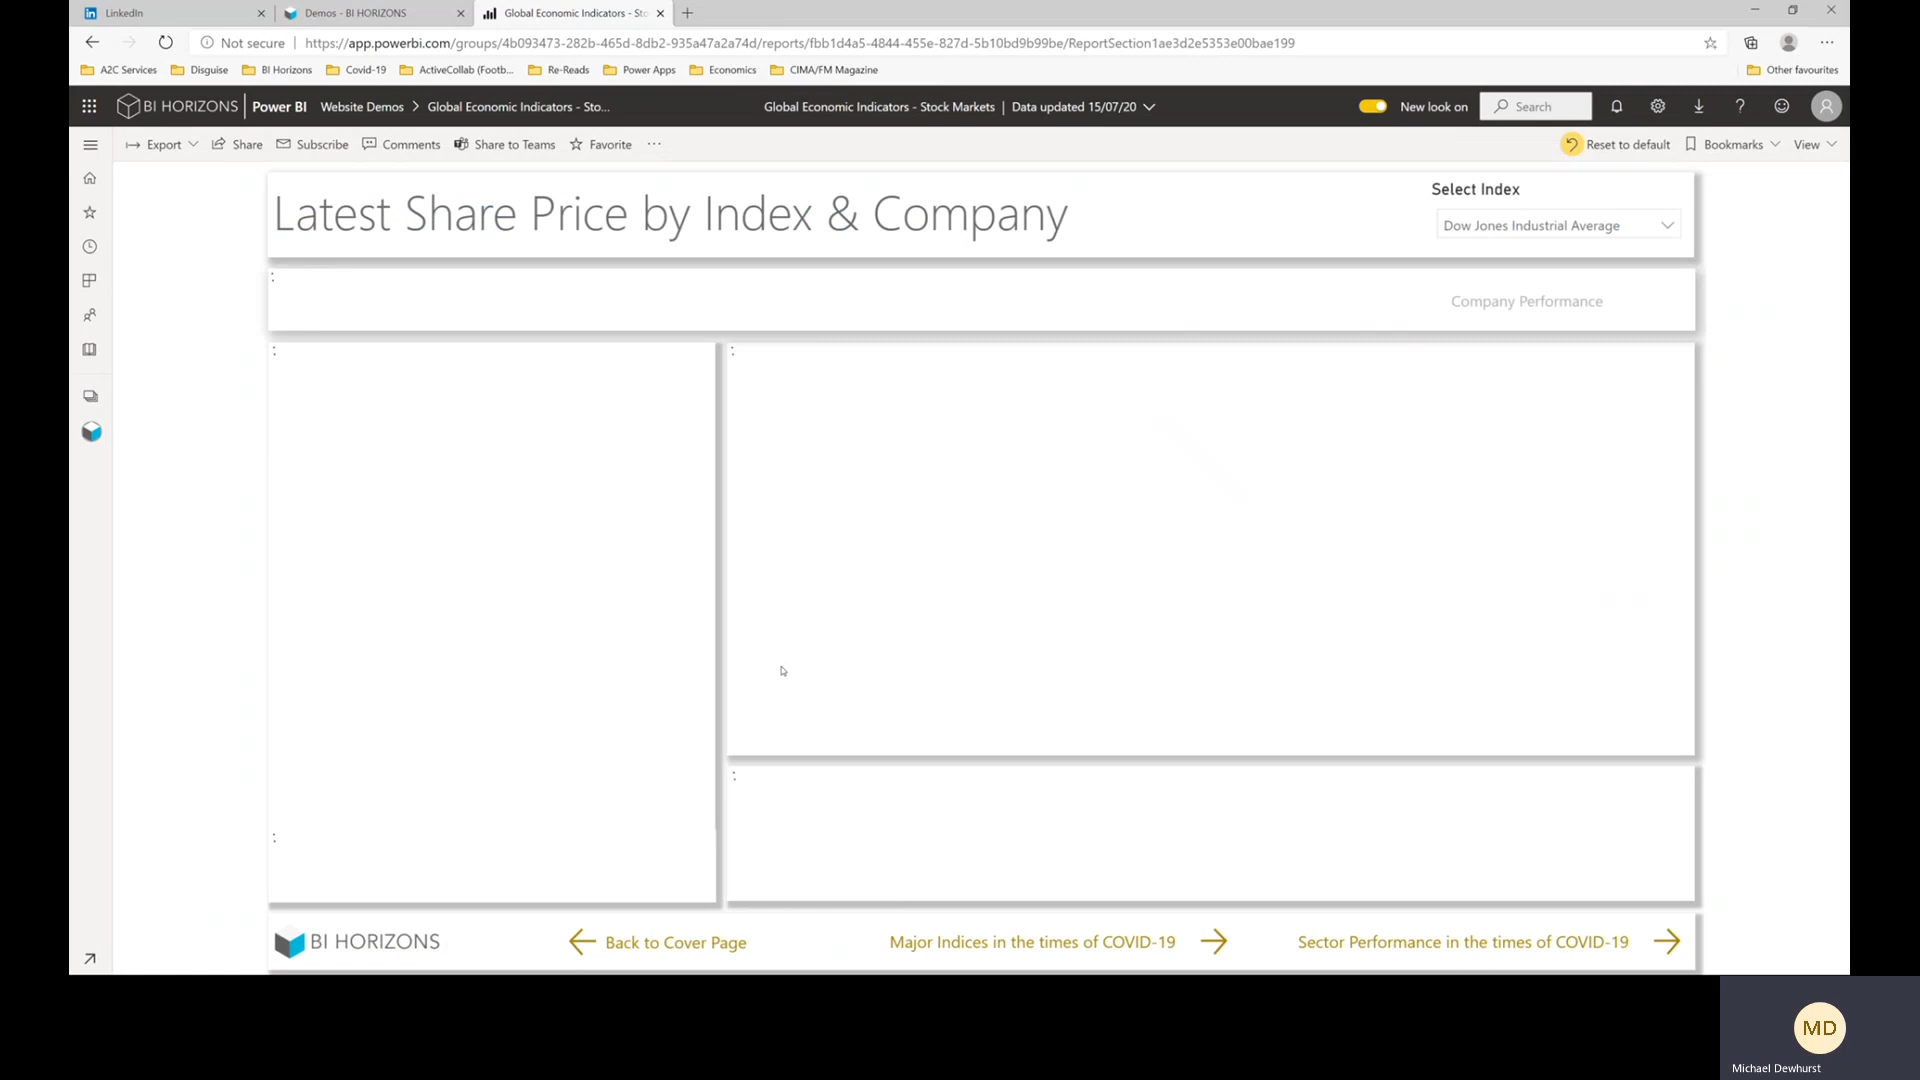 LinkedIn
Demos - BI HORIZONS
Global Economic Indicators - Sto
Not secure | https://app.powerbi.com/groups/4b093473-282b-465d-8db2-935a47a2a74d/reports/fbb1d4a5-4844-455e-827d-5b10bd9b99be/ReportSection1ae3d2e5353e00bae199
A2C Services
Disguise
BI Horizons
Covid-19
ActiveCollab (Footb...
Re-Reads
Power Apps
Economics
CIMA/FM Magazine
Other favourites
BI HORIZONS
Power BI
Website Demos > Global Economic Indicators - Sto...
Global Economic Indicators - Stock Markets | Data updated 15/07/20
New look on
Search
Export
Share
Subscribe
Comments
Share to Teams
Favorite
...
Reset to default
Bookmarks
View
Latest Share Price by Index & Company
Select Index
Dow Jones Industrial Average
:
Company Performance
:
:
:
:
BI HORIZONS
Back to Cover Page
Major Indices in the times of COVID-19
Sector Performance in the times of COVID-19
MD
Michael Dewhurst